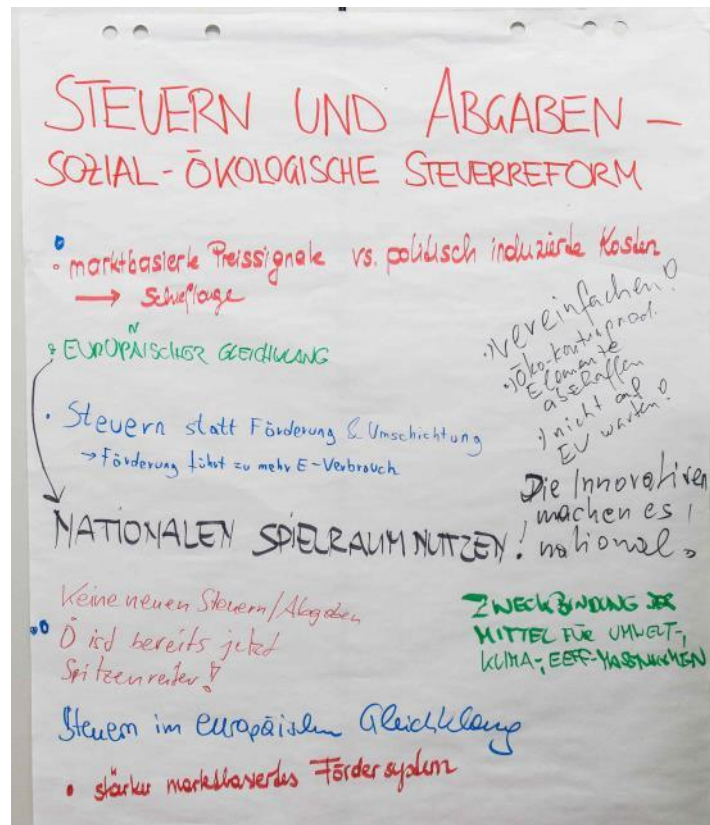 STEUERN UND ABGABEN –
SOZIAL-ÖKOLOGISCHE STEUERREFORM
• marktbasierte Preissignale vs. politisch induzierte Kosten
→ Schieflage
• EUROPÄISCHER GLEICHKLANG
•) Vereinfachen!
•) Öko-kontraprod.
Elemente
abschaffen
•) nicht auf
EU warten!
• Steuern statt Förderung & Umschichtung
→ Förderung führt zu mehr E-Verbrauch
NATIONALEN SPIELRAUM NUTZEN!
Die Innovativen
machen es
national.
Keine neuen Steuern/Abgaben
Ö ist bereits jetzt
Spitzenreiter!
ZWECKBINDUNG
MITTEL FÜR UMWELT-,
KLIMA-, EEFF-MASSNAHMEN
Steuern im europäischen Gleichklang
• stärker marktbasiertes Fördersystem